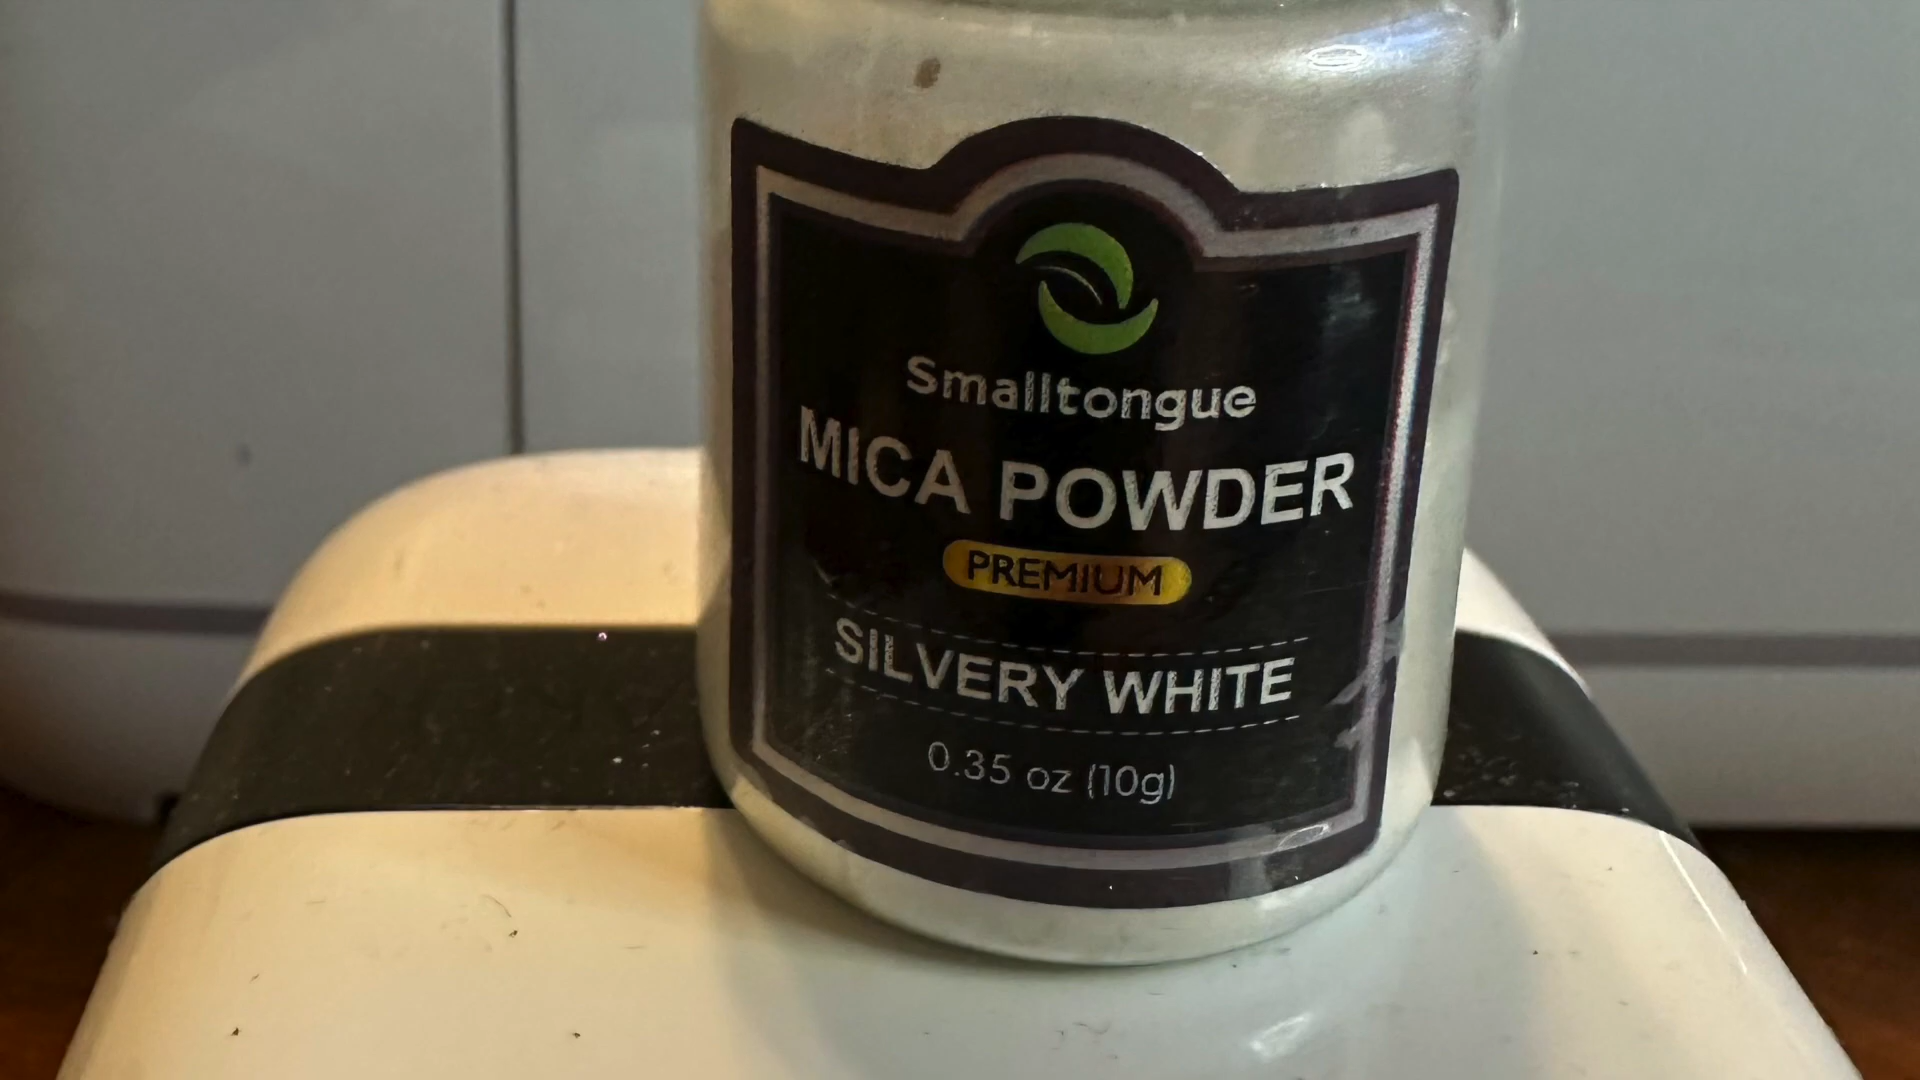 Smalltongue
MICA POWDER
PREMIUM
SILVERY WHITE
0.35 oz (10g)